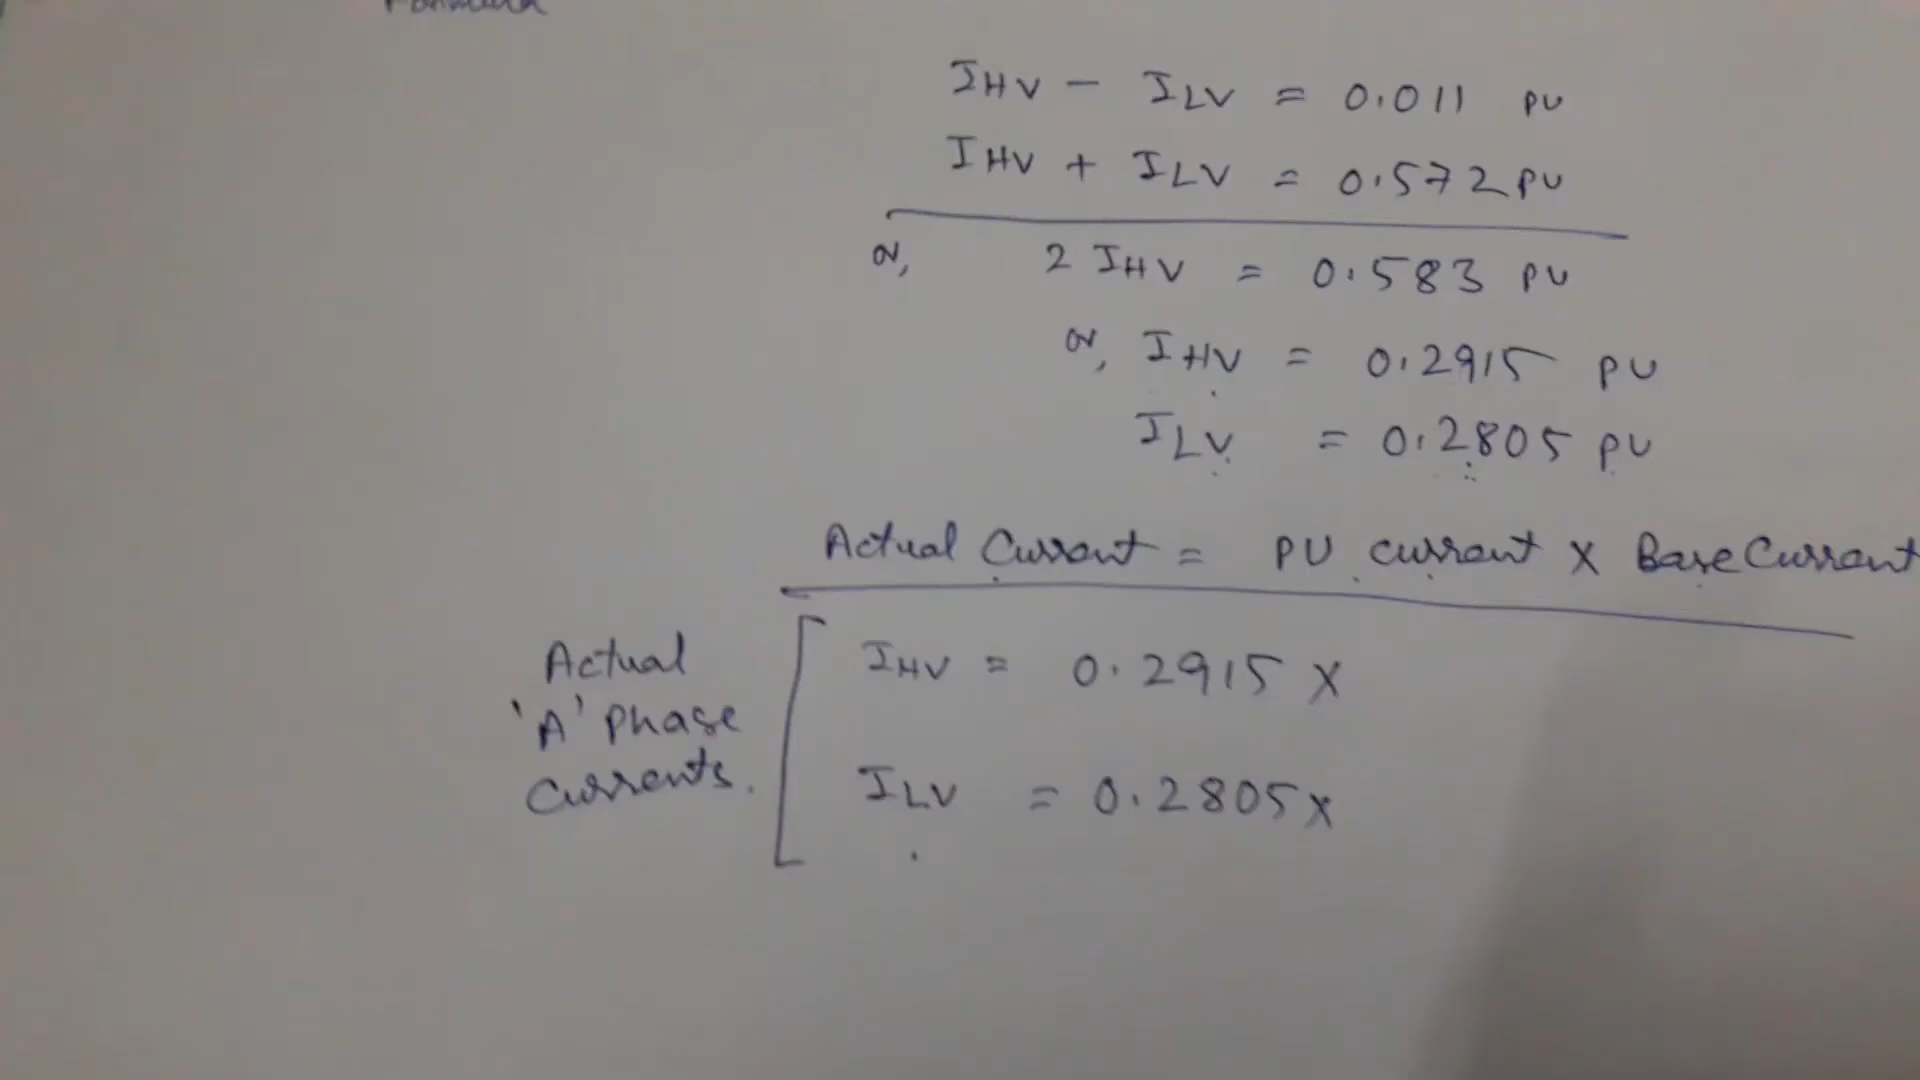 Formula
IHV - ILV = 0.011 PU
IHV + ILV = 0.572 PU
or, 2 IHV = 0.583 PU
or, IHV = 0.2915 PU
ILV = 0.2805 PU
Actual Current = PU current X Base Current
Actual
'A' Phase
Currents.
IHV = 0.2915 X
ILV = 0.2805 X